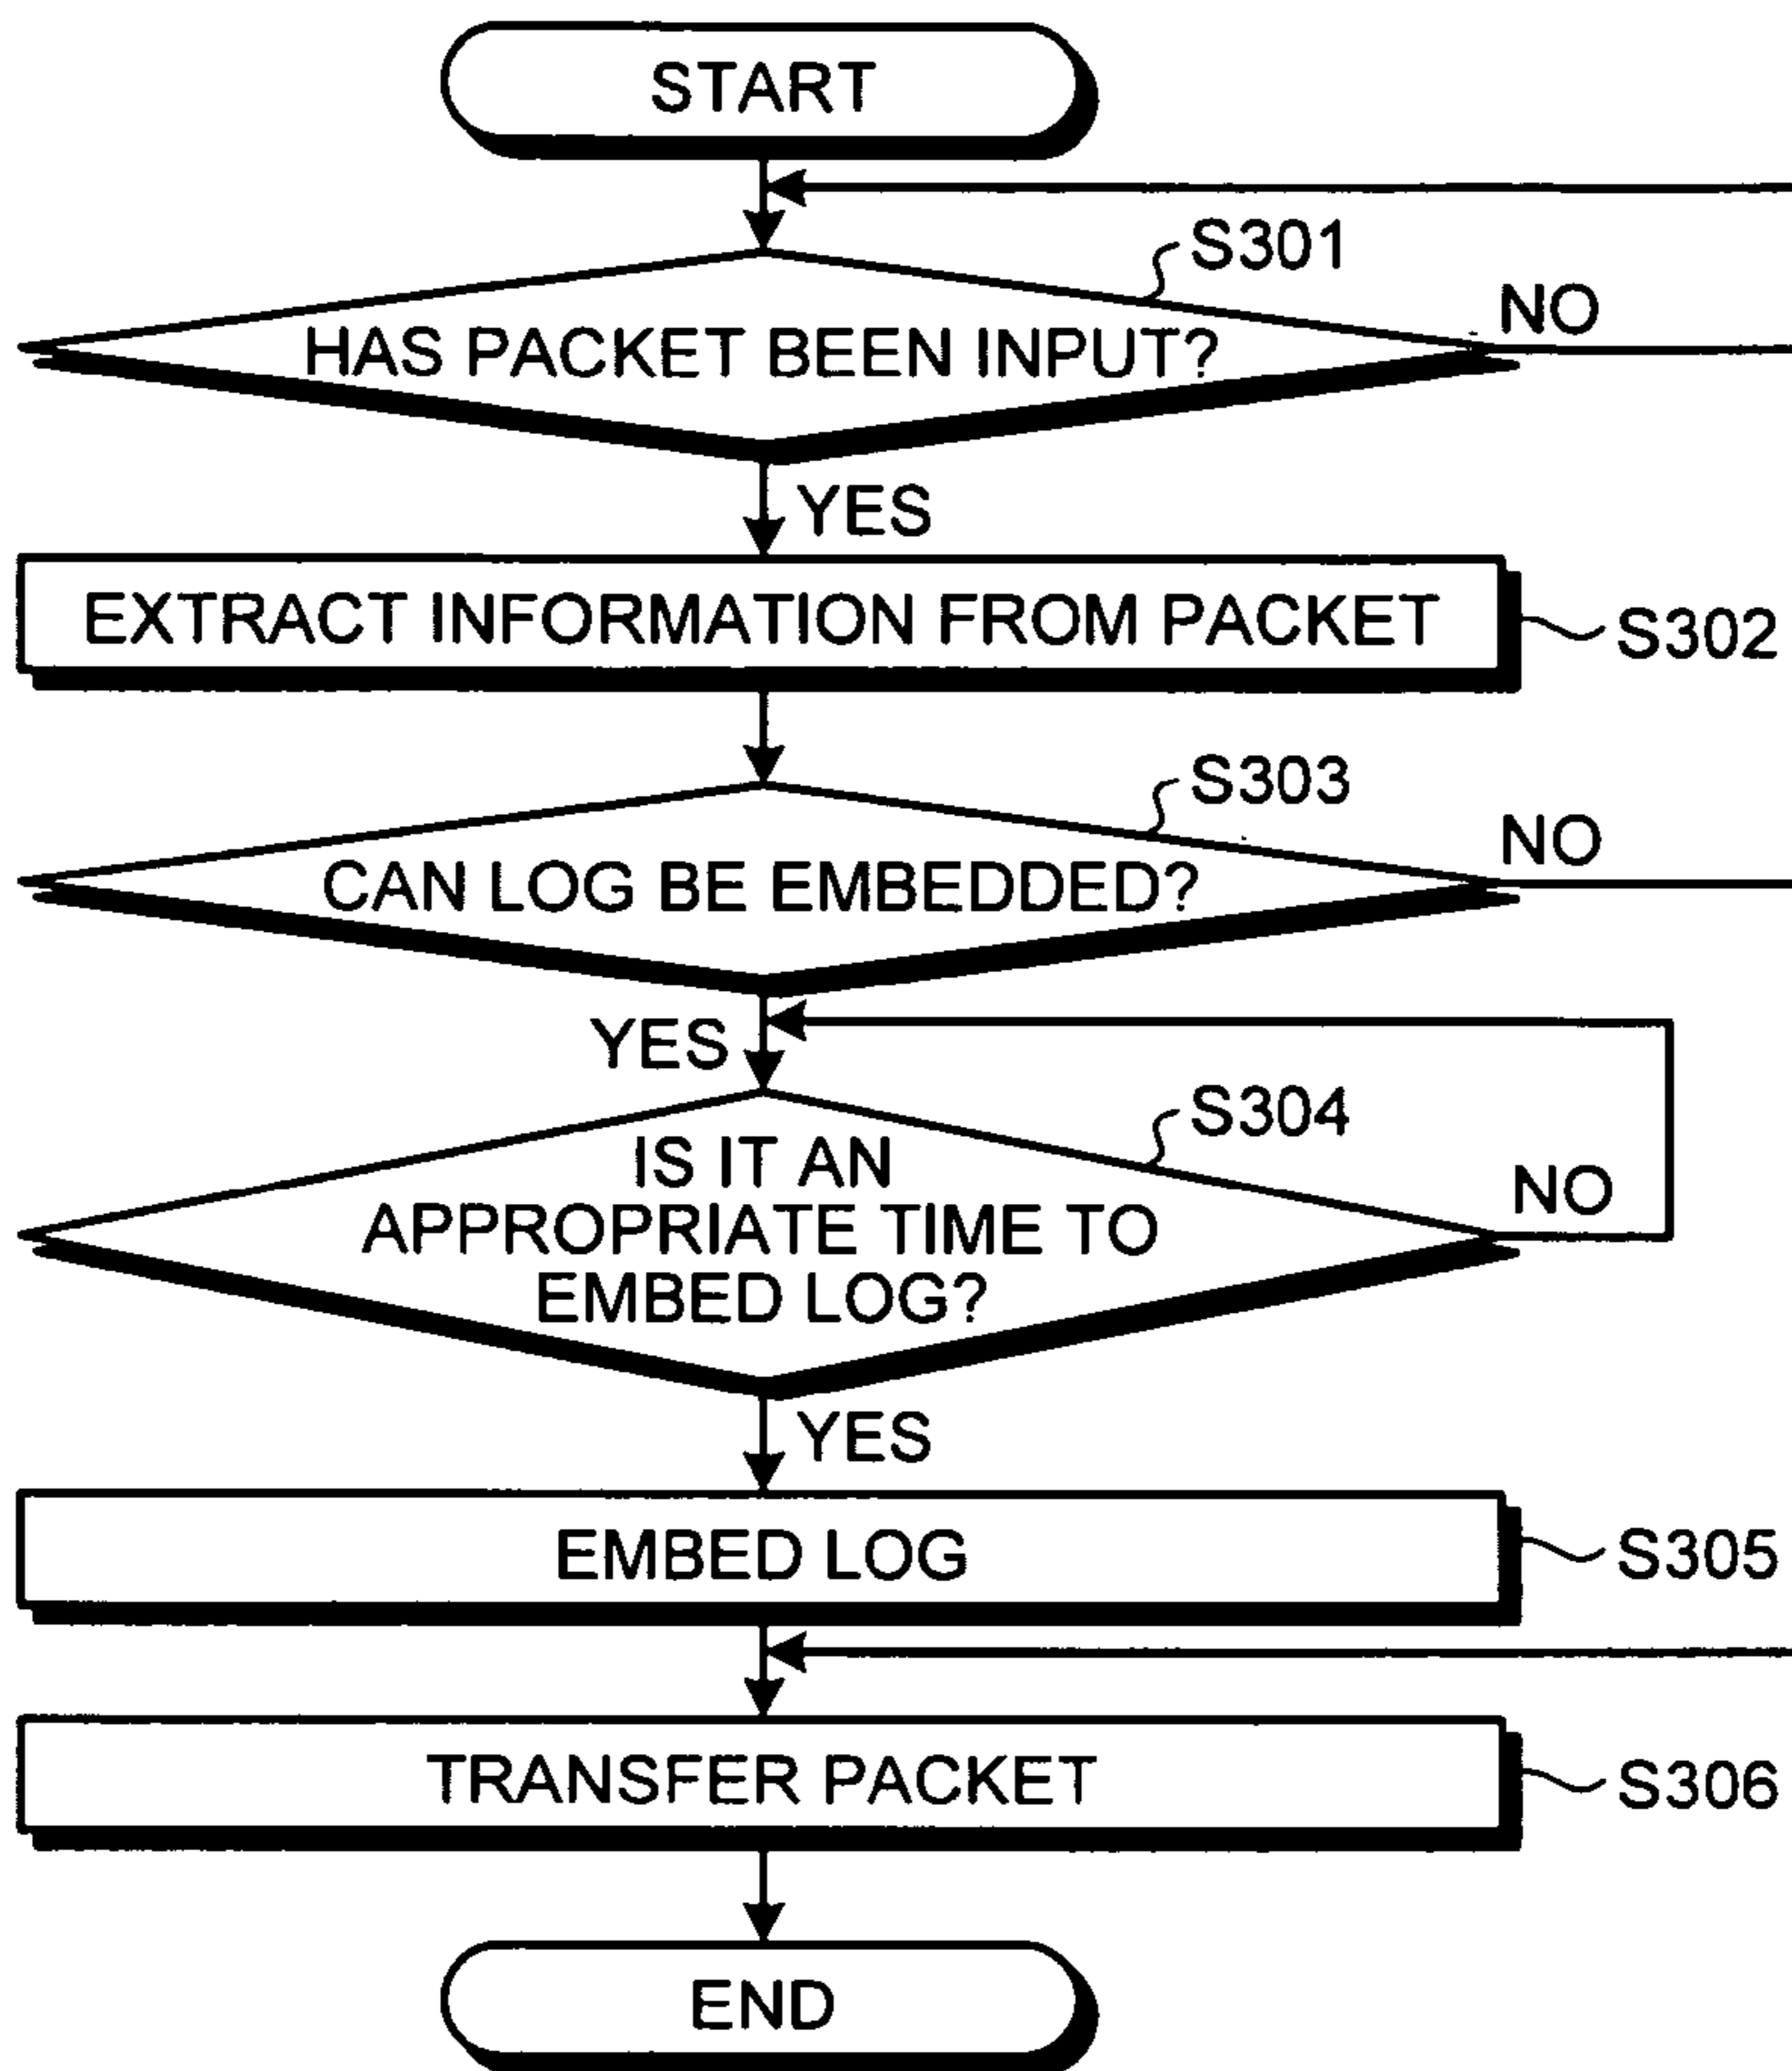 START
S301
HAS PACKET BEEN INPUT?
NO
YES
EXTRACT INFORMATION FROM PACKET
S302
S303
CAN LOG BE EMBEDDED?
NO
YES
S304
IS IT AN
APPROPRIATE TIME TO
EMBED LOG?
NO
YES
EMBED LOG
S305
TRANSFER PACKET
S306
END